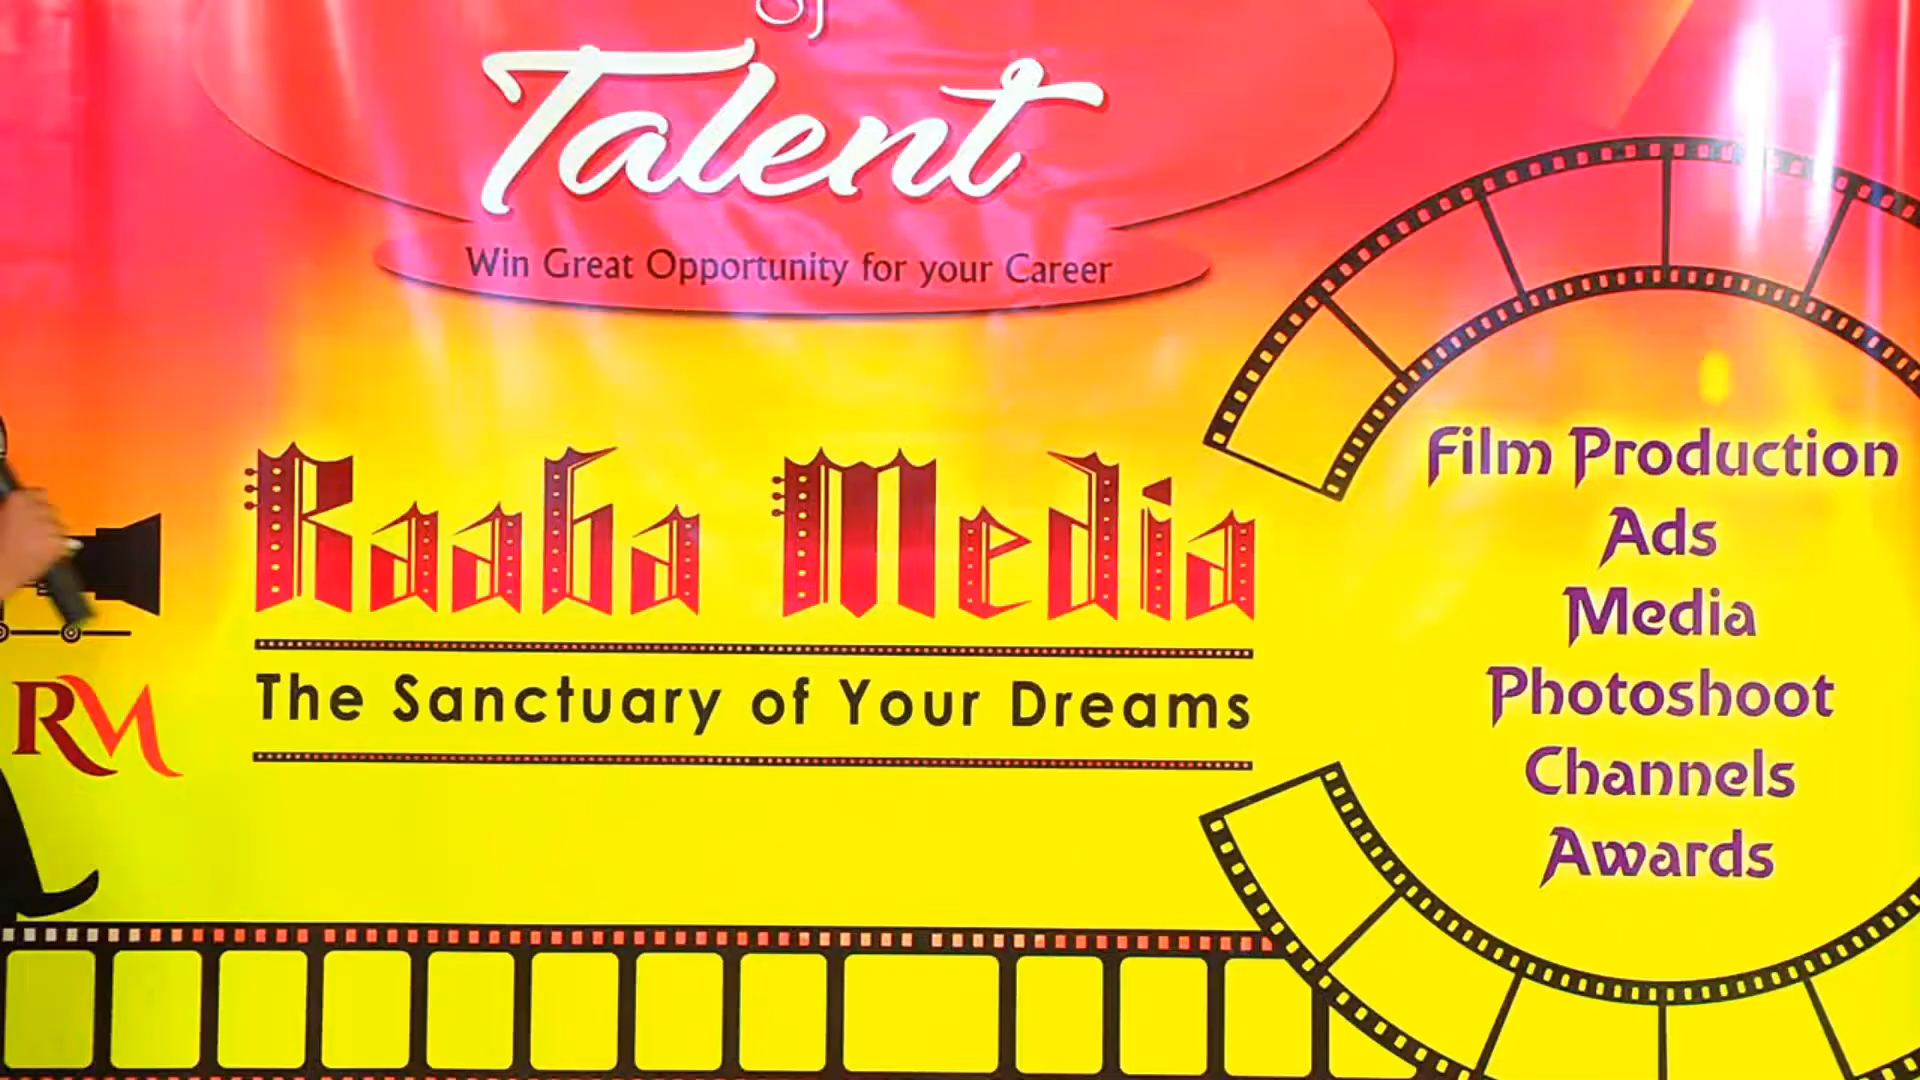 Talent
Win Great Opportunity for your Career
Raaba Media
The Sanctuary of Your Dreams
RM
Film Production
Ads
Media
Photoshoot
Channels
Awards